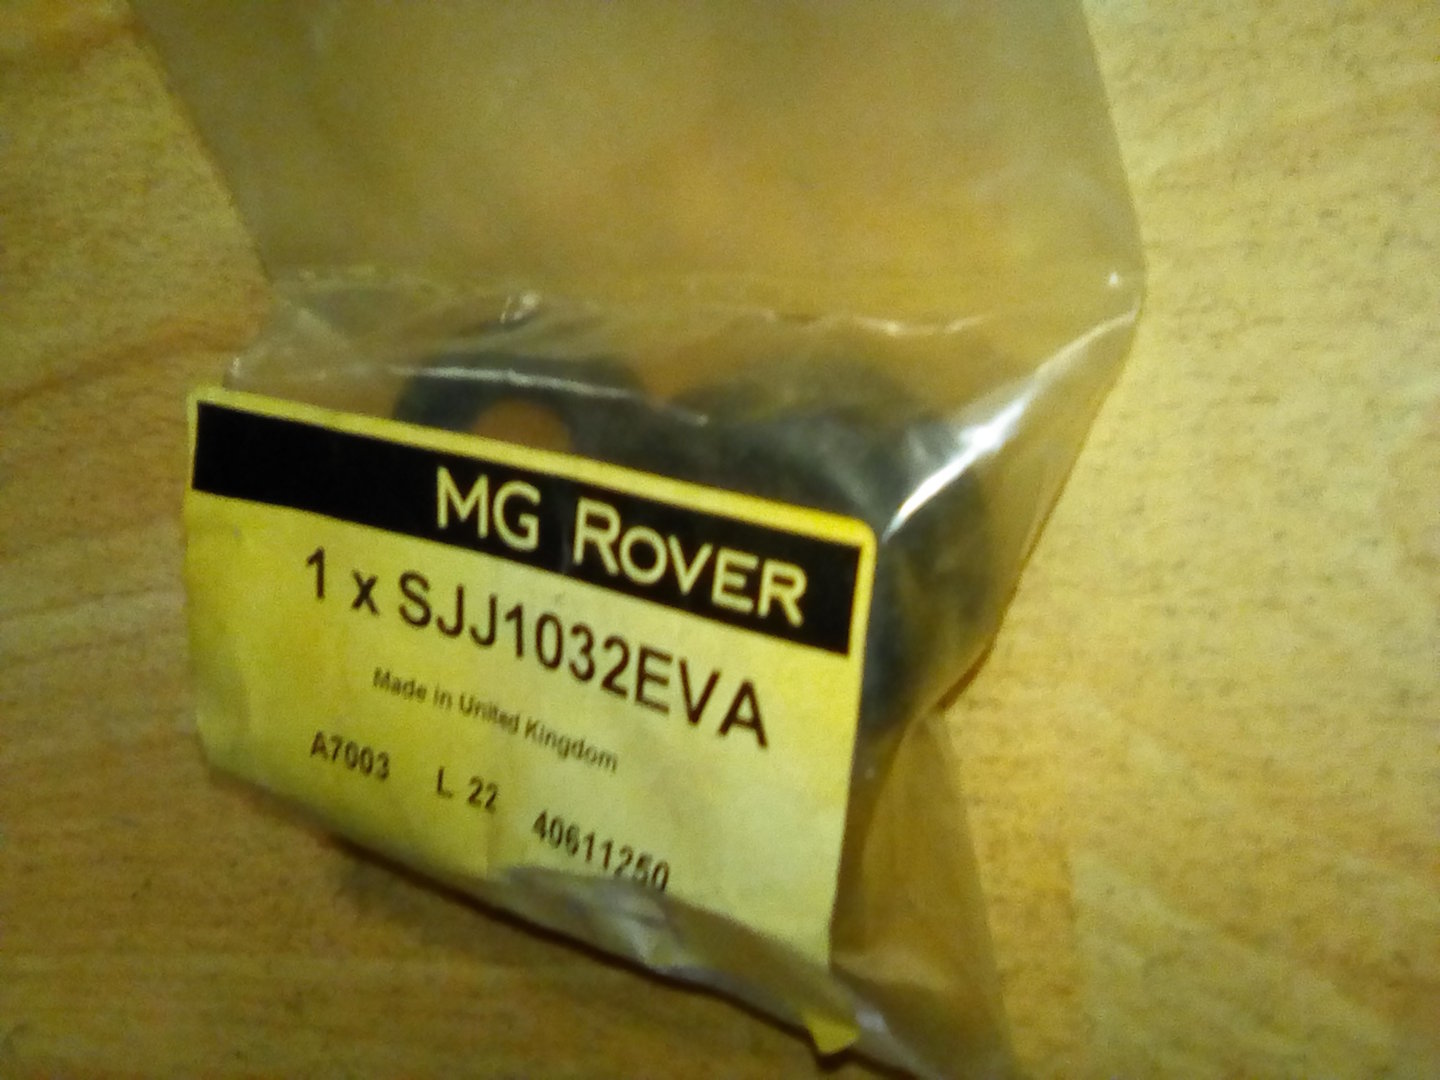 MG ROVER
1 x SJJ1032EVA
Made in United Kingdom
A7003 L 22 40611250